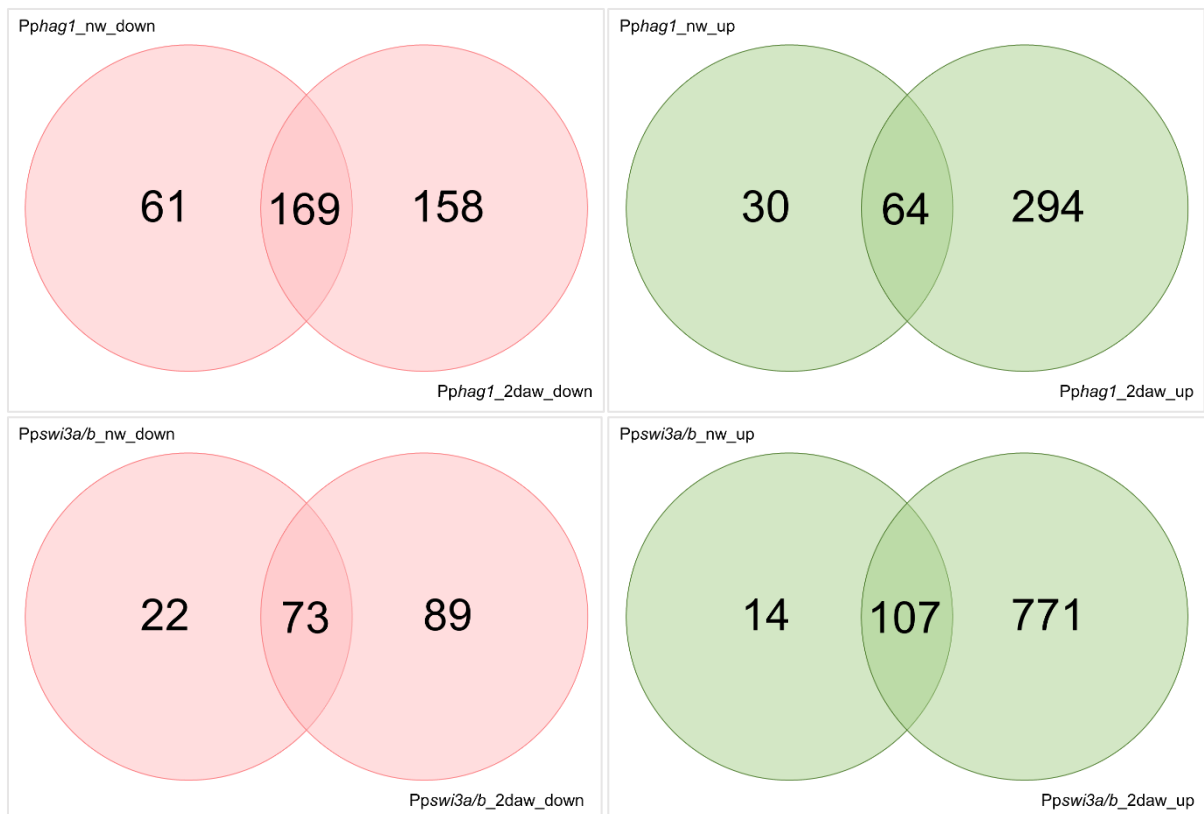 Pphag1_nw_down
61
169
158
Pphag1_2daw_down
Pphag1_nw_up
30
64
294
Pphag1_2daw_up
Ppswi3a/b_nw_down
22
73
89
Ppswi3a/b_2daw_down
Ppswi3a/b_nw_up
14
107
771
Ppswi3a/b_2daw_up